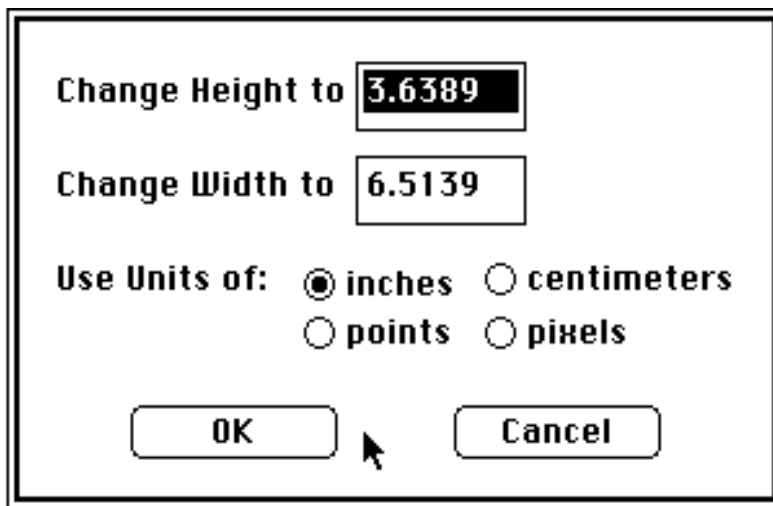 Change Height to 3.6389
Change Width to 6.5139
Use Units of: inches centimeters
points pixels
OK Cancel